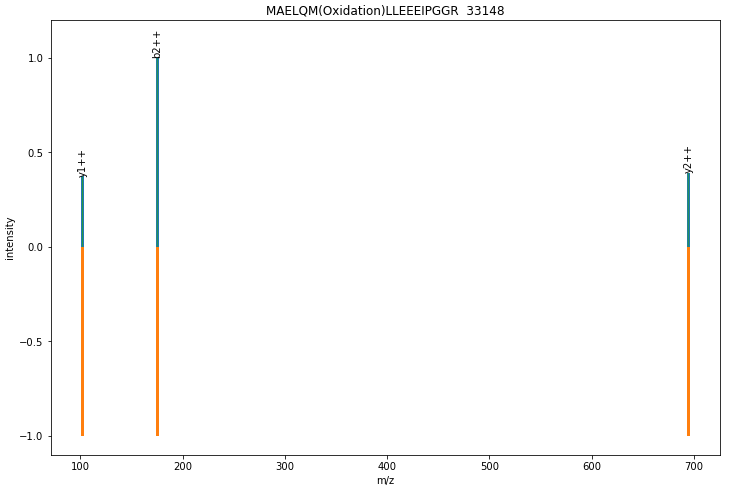 MAELQM(Oxidation)LLEEEIPGGR  33148
b2++
y1++
y2++
1.0
0.5
0.0
−0.5
−1.0
intensity
100 200 300 400 500 600 700
m/z